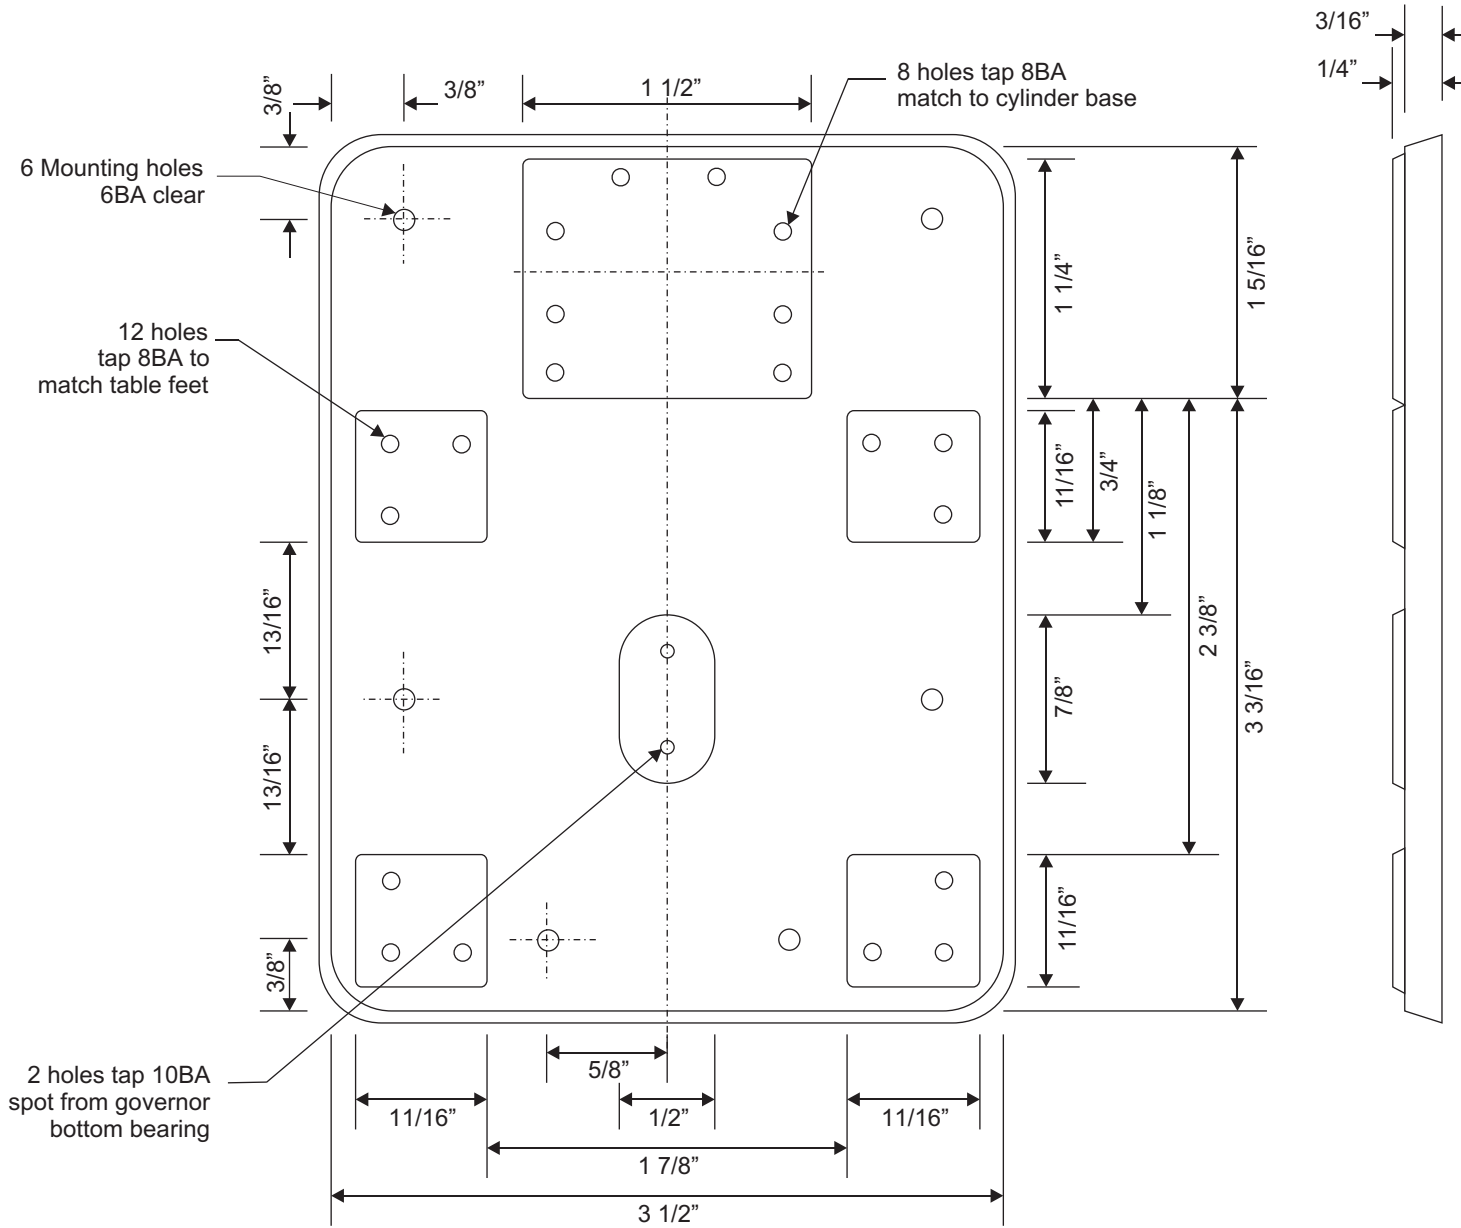 3/16”
1/4”
3/8”
3/8”
1 1/2”
8 holes tap 8BA
match to cylinder base
6 Mounting holes
6BA clear
1 1/4”
1 5/16”
12 holes
tap 8BA to
match table feet
11/16”
3/4”
1 1/8”
2 3/8”
3 3/16”
13/16”
7/8”
13/16”
11/16”
3/8”
2 holes tap 10BA
spot from governor
bottom bearing
5/8”
11/16”
1/2”
11/16”
1 7/8”
3 1/2”